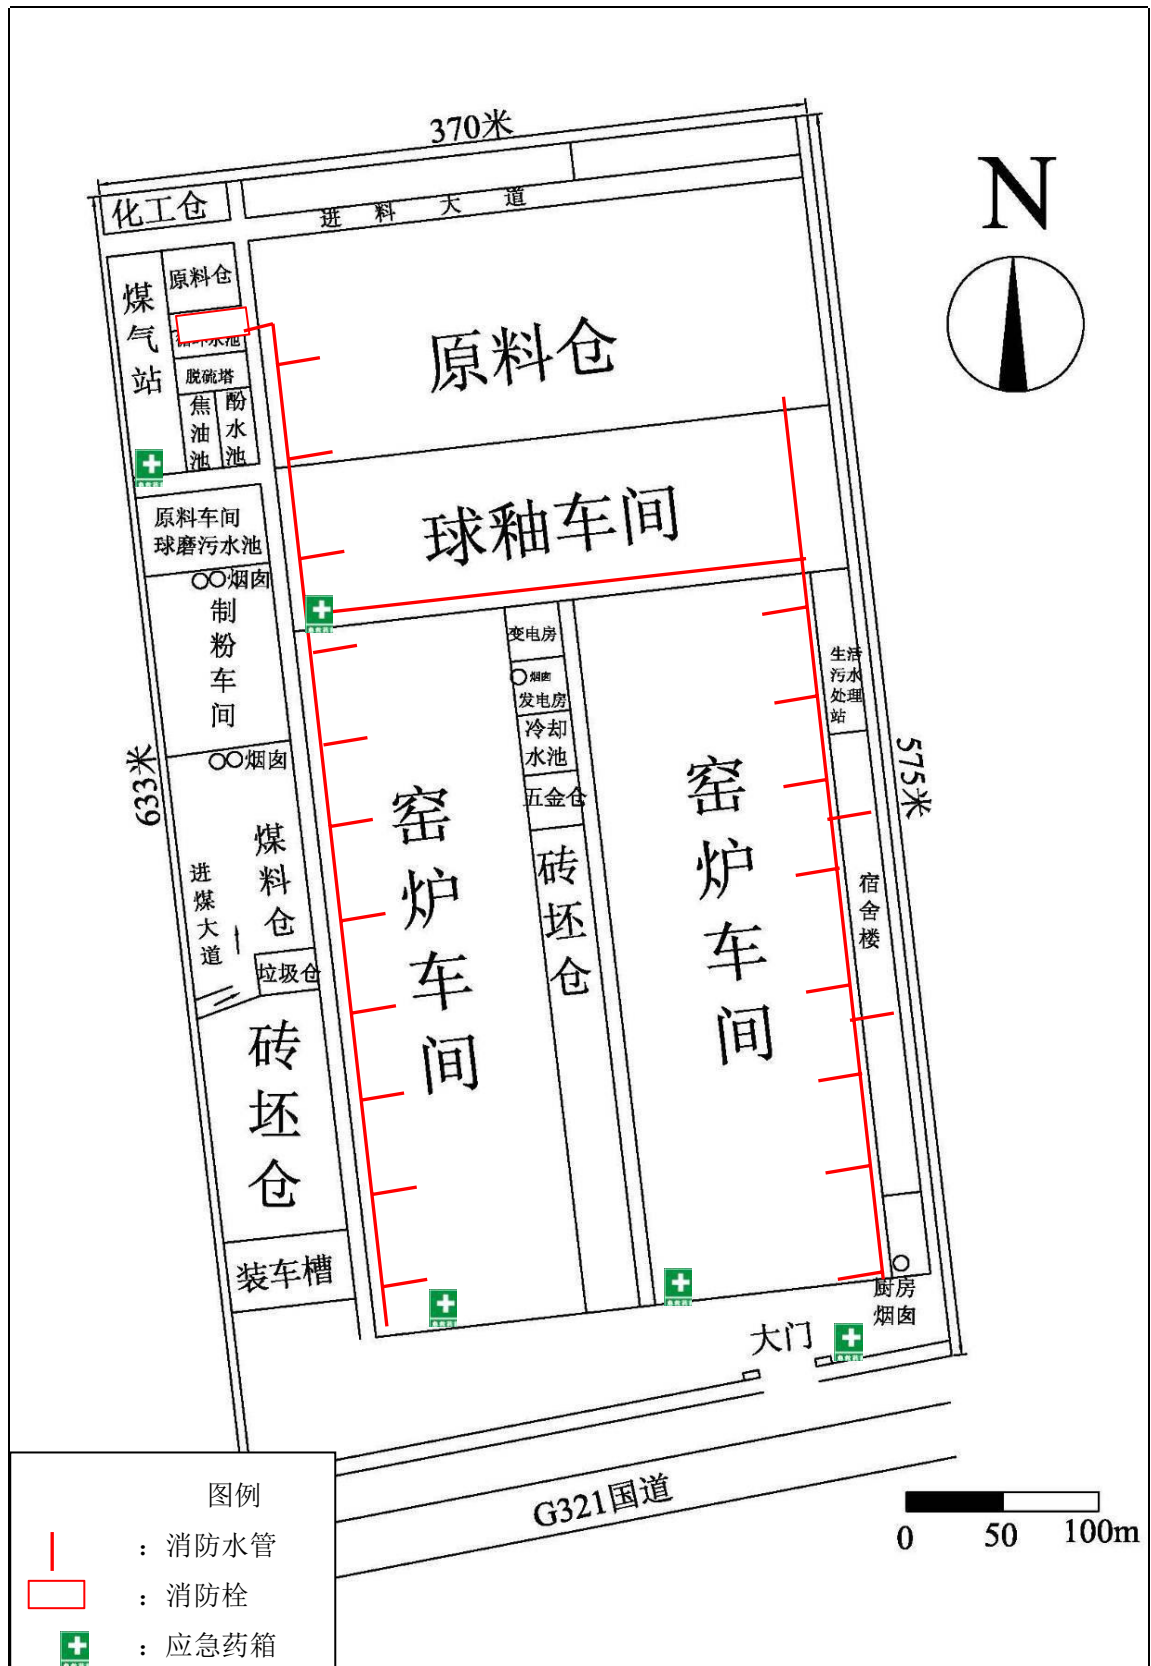 370米
N
化工仓
进料大道
原料仓
煤气站
原料仓
循环水池
脱硫塔
焦油池
酚水池
球釉车间
原料车间
球磨污水池
烟囱
制粉车间
变电房
烟囱
发电房
冷却
水池
五金仓
砖坯仓
生活
污水
处理
站
633米
575米
烟囱
窑炉车间
窑炉车间
煤料仓
进煤大道
宿舍楼
垃圾仓
砖坯仓
装车槽
厨房
烟囱
大门
G321国道
0 50 100m
图例
：消防水管
：消防栓
：应急药箱